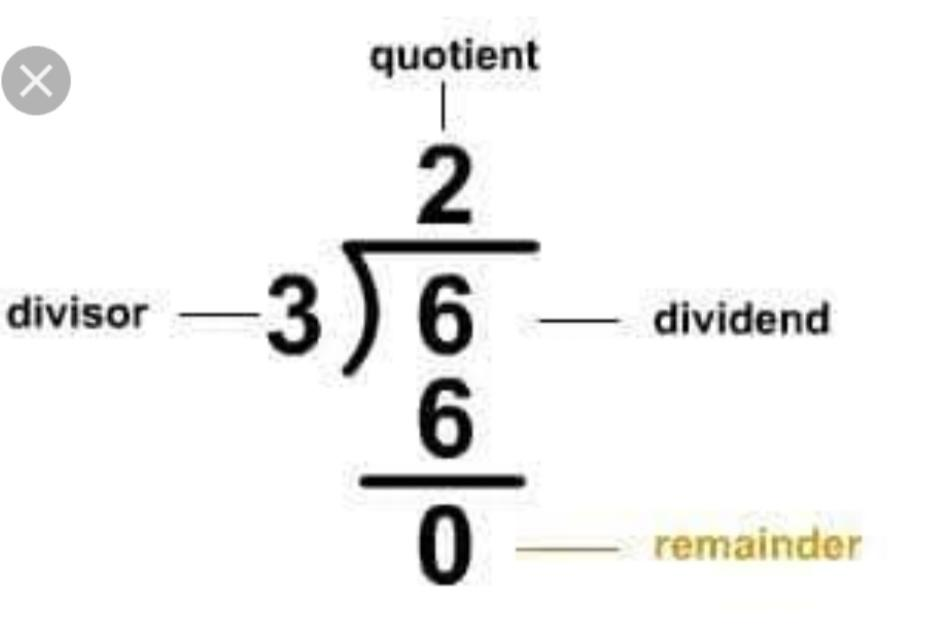 quotient
2
divisor 3 6 dividend
6
0 remainder